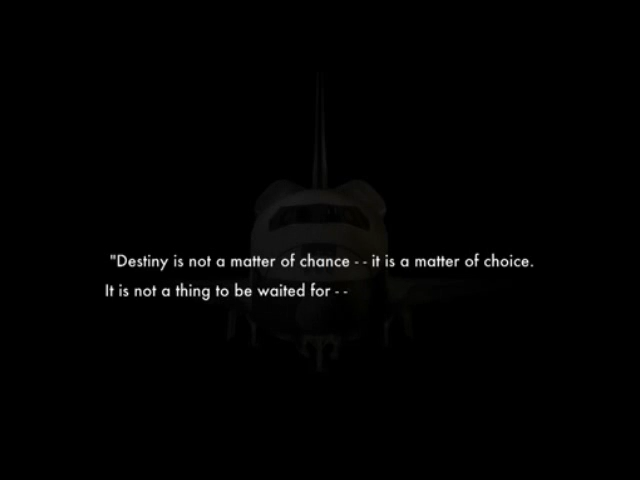 "Destiny is not a matter of chance - - it is a matter of choice.
It is not a thing to be waited for - -